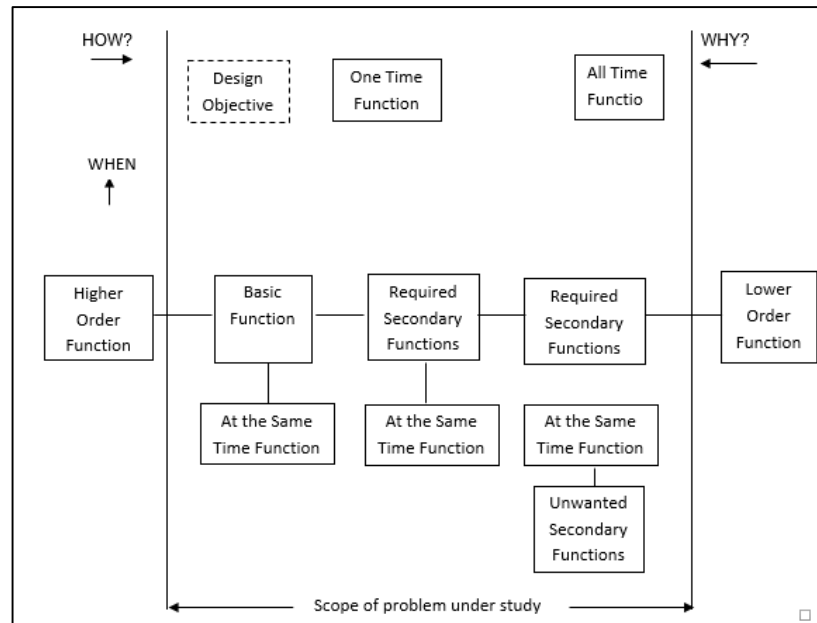 HOW?
WHY?
Design
Objective
One Time
Function
All Time
Functio
WHEN
Higher
Order
Function
Basic
Function
Required
Secondary
Functions
Required
Secondary
Functions
Lower
Order
Function
At the Same
Time Function
At the Same
Time Function
At the Same
Time Function
Unwanted
Secondary
Functions
Scope of problem under study